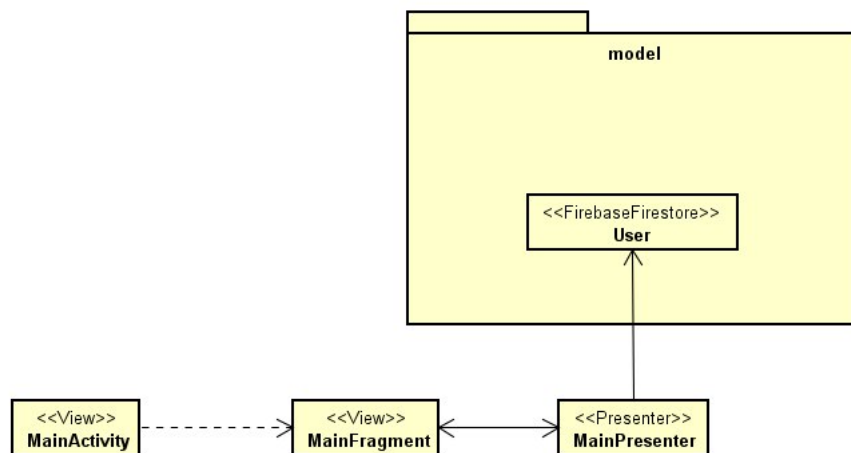 model
<<FirebaseFirestore>>
User
<<View>>
MainActivity
<<View>>
MainFragment
<<Presenter>>
MainPresenter